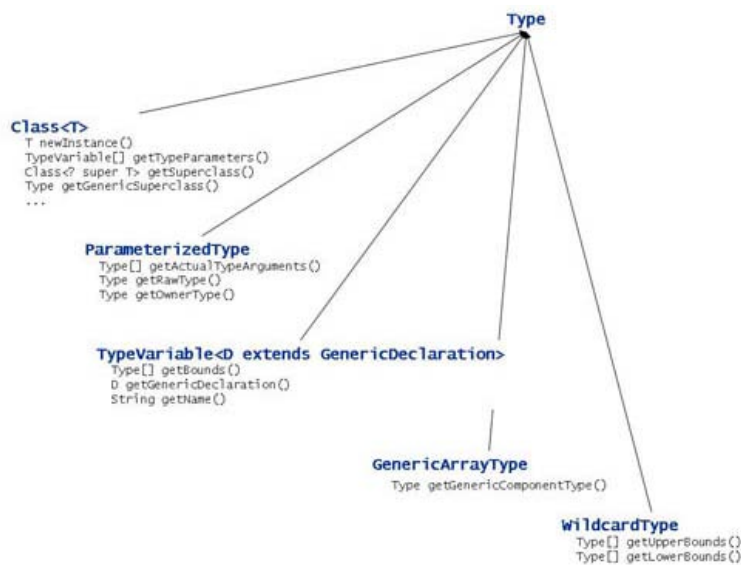 Type
Class<T>
T newInstance()
TypeVariable[] getTypeParameters()
Class<? super T> getSuperclass()
Type getGenericSuperclass()
...
ParameterizedType
Type[] getActualTypeArguments()
Type getRawType()
Type getOwnerType()
TypeVariable<D extends GenericDeclaration>
Type[] getBounds()
D getGenericDeclaration()
String getName()
GenericArrayType
Type getGenericComponentType()
WildcardType
Type[] getUpperBounds()
Type[] getLowerBounds()